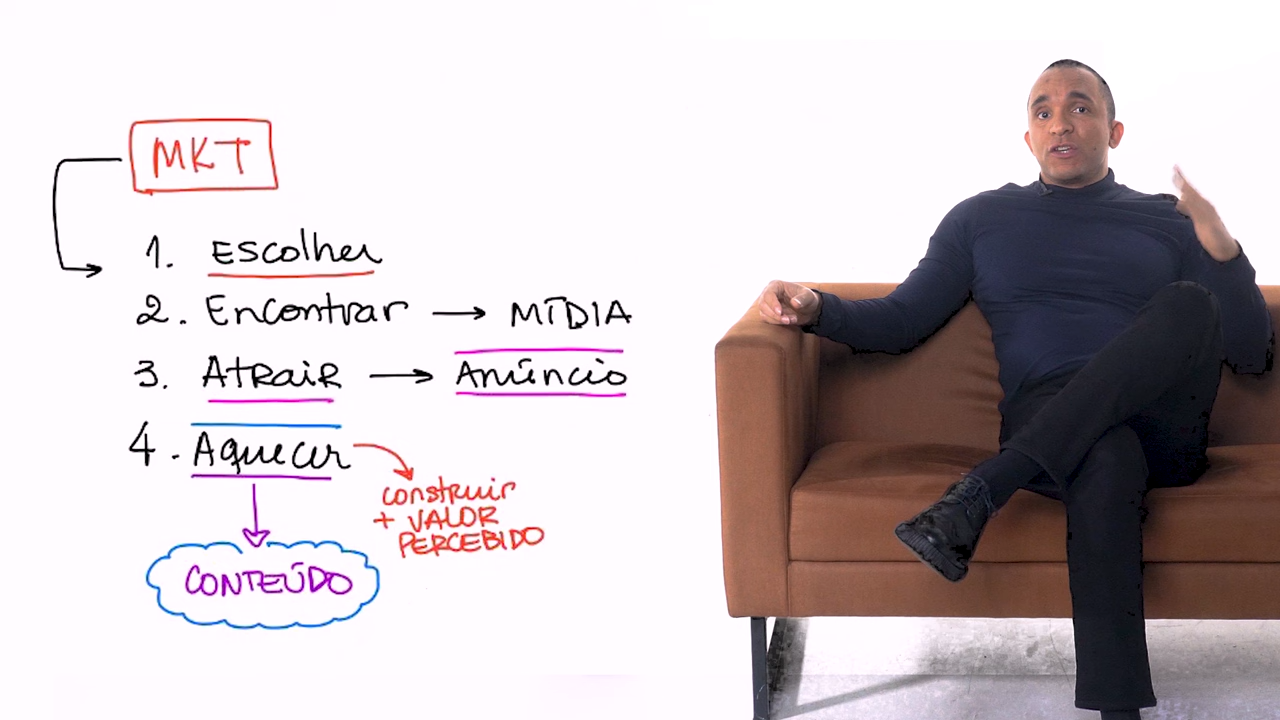 MKT
1. Escolher
2. Encontrar → MÍDIA
3. Atrair → Anúncio
4. Aquecer
construir
+ VALOR
PERCEBIDO
CONTEÚDO